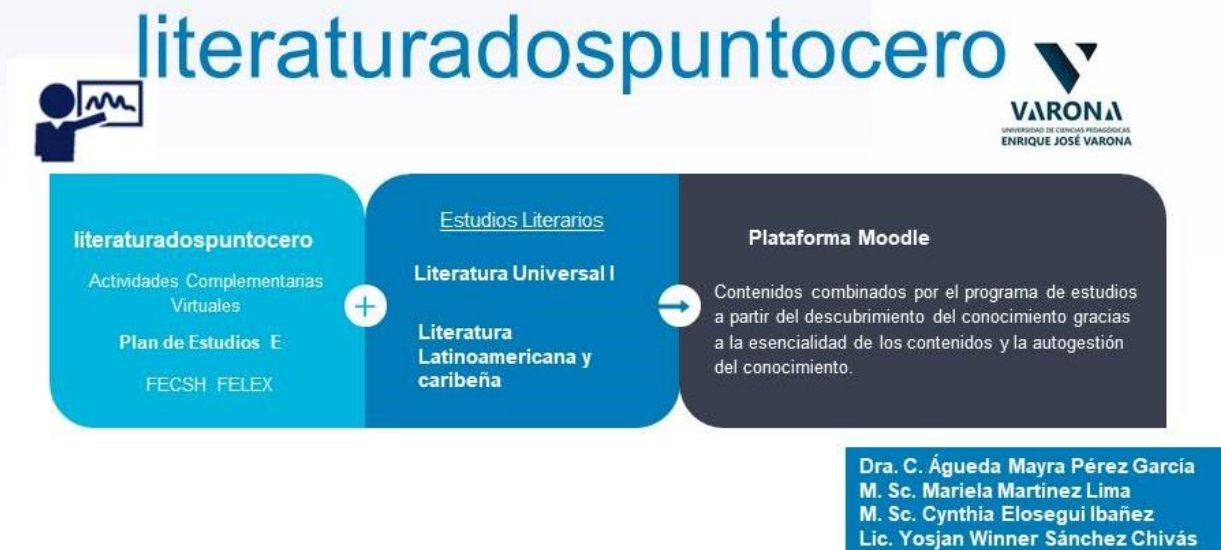 literaturadospuntocero
VARONA
UNIVERSIDAD DE CIENCIAS PEDAGÓGICAS
ENRIQUE JOSÉ VARONA
literaturadospuntocero
Actividades Complementarias
Virtuales
Plan de Estudios E
FECSH FELEX
+
Estudios Literarios
Literatura Universal I
Literatura
Latinoamericana y
caribeña
Plataforma Moodle
Contenidos combinados por el programa de estudios
a partir del descubrimiento del conocimiento gracias
a la esencialidad de los contenidos y la autogestión
del conocimiento.
Dra. C. Águeda Mayra Pérez García
M. Sc. Mariela Martinez Lima
M. Sc. Cynthia Elosegui Ibañez
Lic. Yosjan Winner Sánchez Chivás